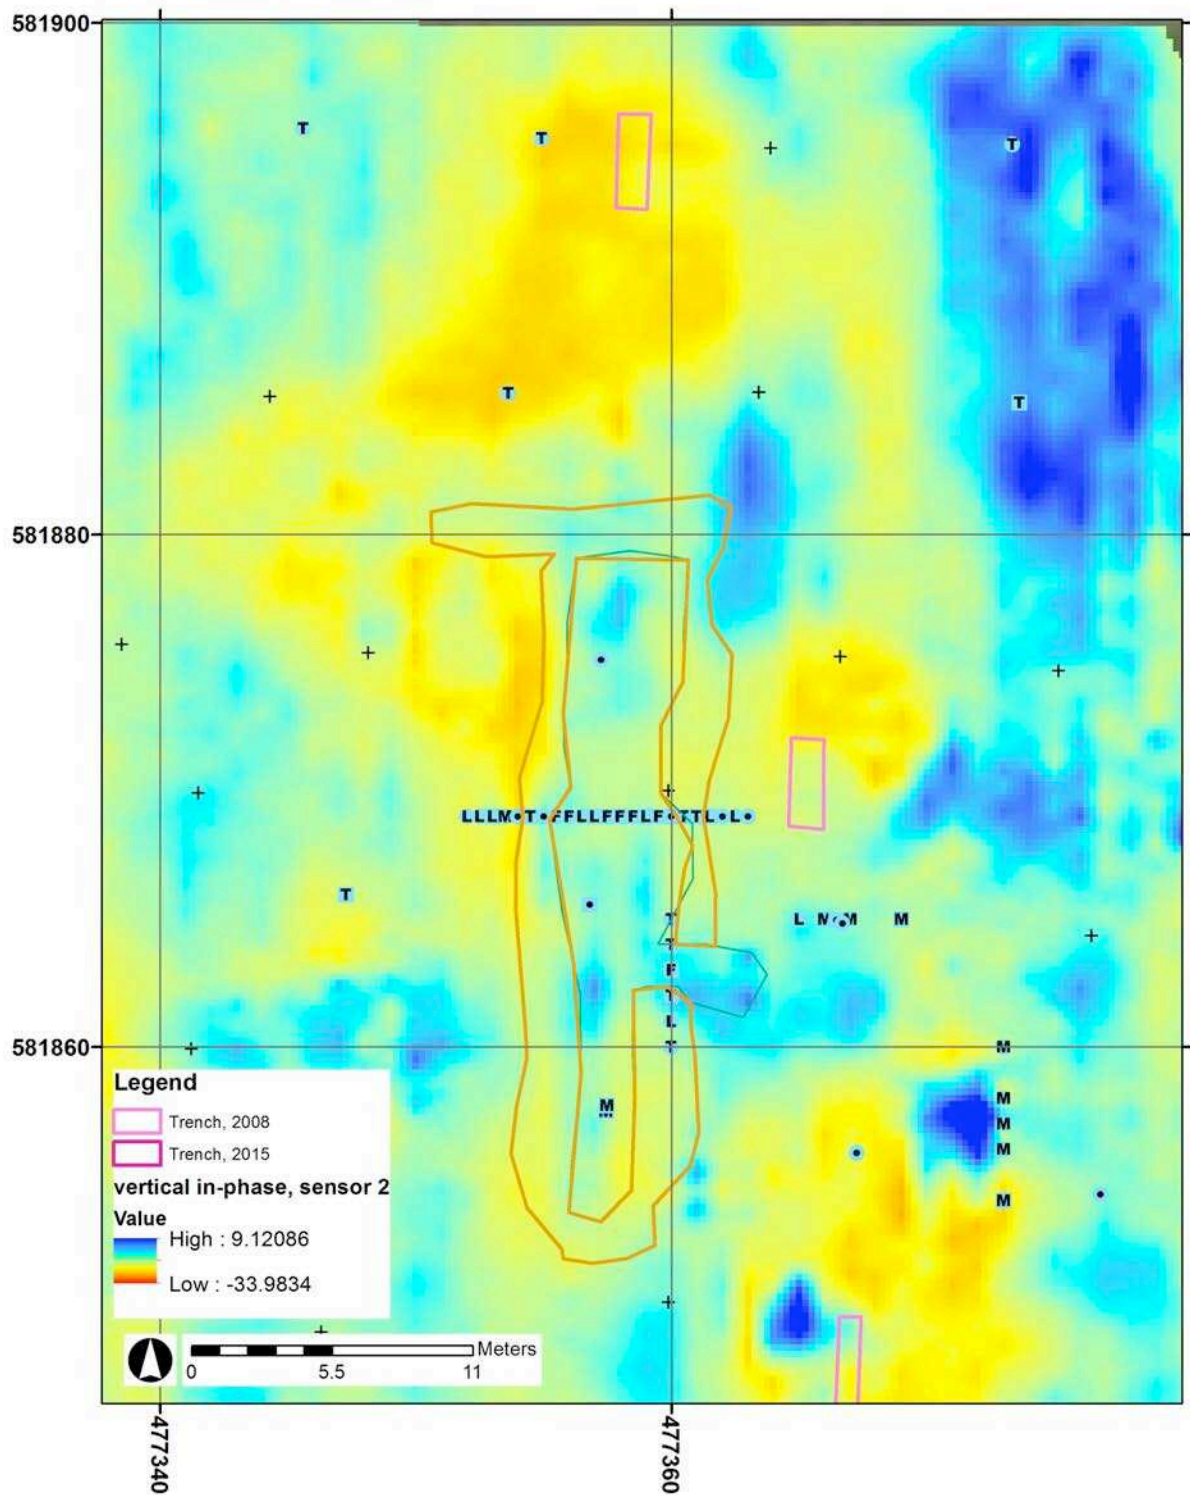 581900
T
T
T
T
T
581880
LLLM T FFLLFFFLF TTL L
T
T L M M M
T
F
T
L
581860 T M
Legend
Trench, 2008
Trench, 2015
vertical in-phase, sensor 2
Value
High : 9.12086
Low : -33.9834
M
M
M
M
M
Meters
0 5.5 11
477340 477360